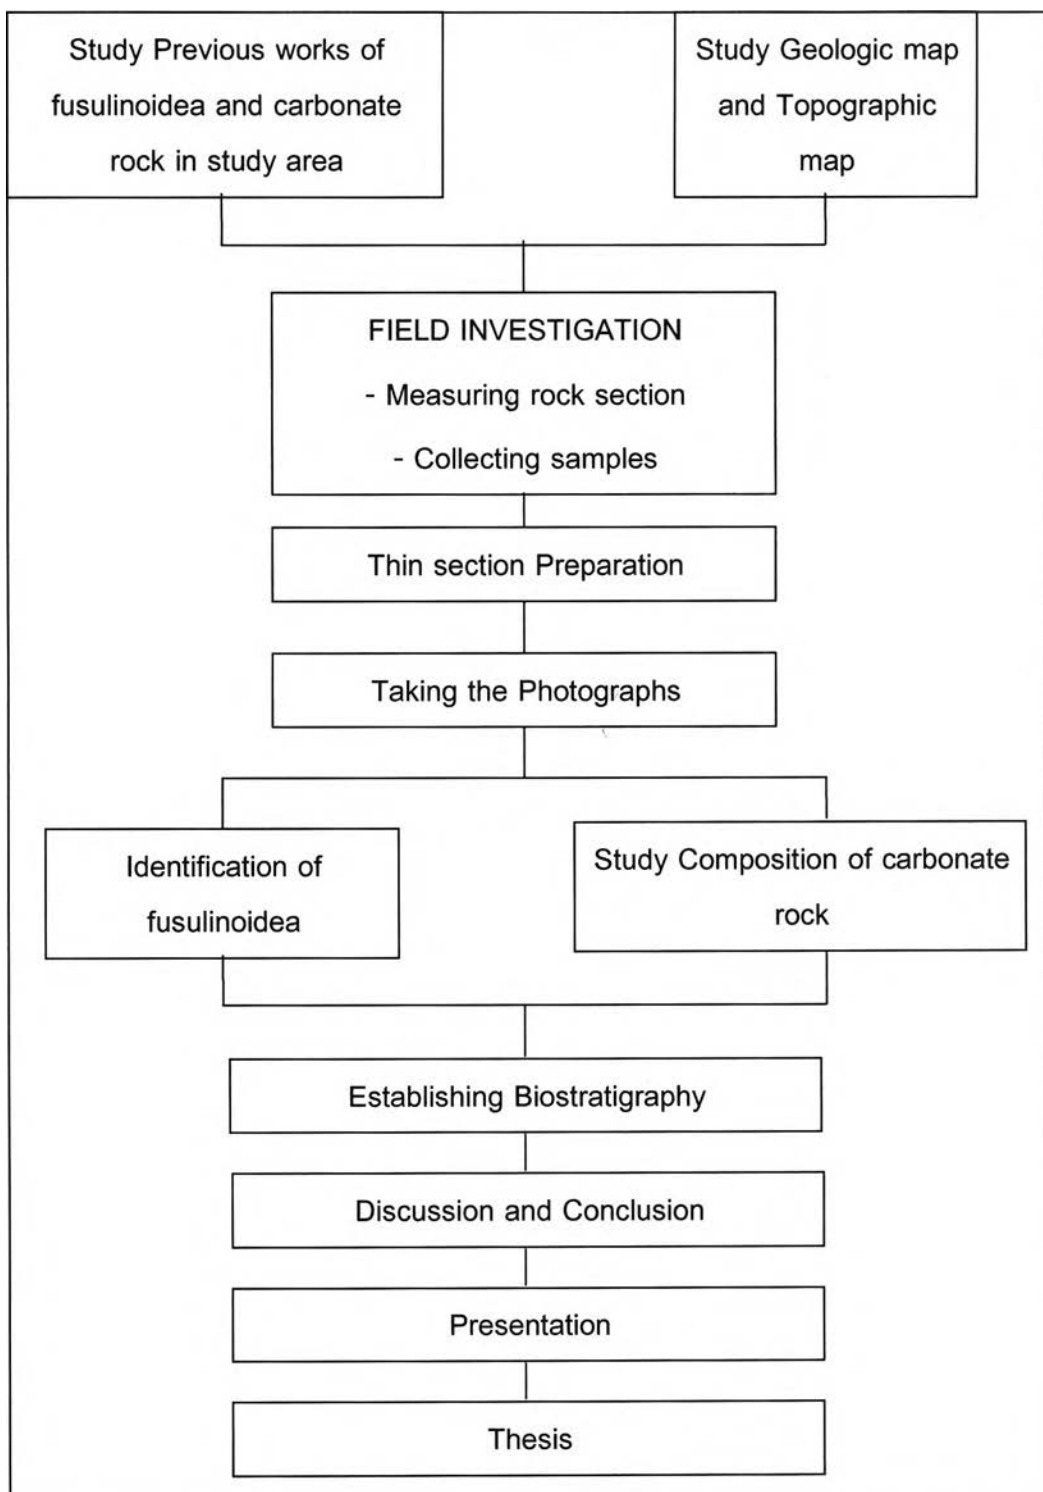 Study Previous works of
fusulinoidea and carbonate
rock in study area
Study Geologic map
and Topographic
map
FIELD INVESTIGATION
- Measuring rock section
- Collecting samples
Thin section Preparation
Taking the Photographs
Identification of
fusulinoidea
Study Composition of carbonate
rock
Establishing Biostratigraphy
Discussion and Conclusion
Presentation
Thesis